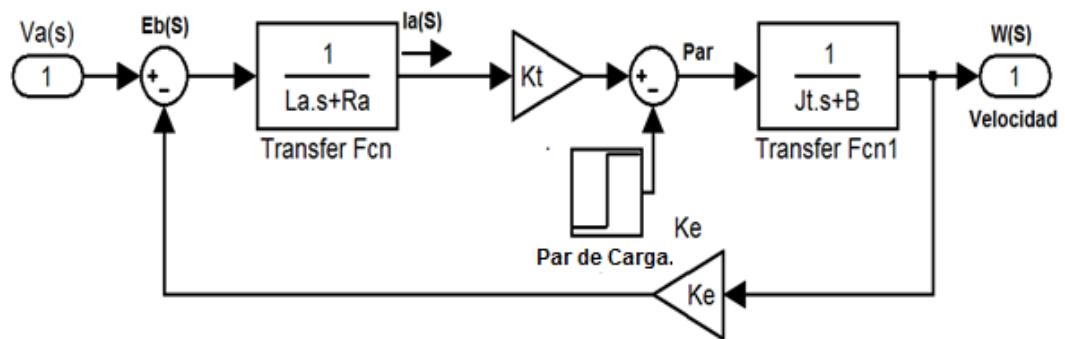 Va(s)
1
Eb(S)
+
-
1
La.s+Ra
Transfer Fcn
Ia(S)
Kt
+
-
Par
1
Jt.s+B
Transfer Fcn1
W(S)
1
Velocidad
Ke
Par de Carga.
Ke